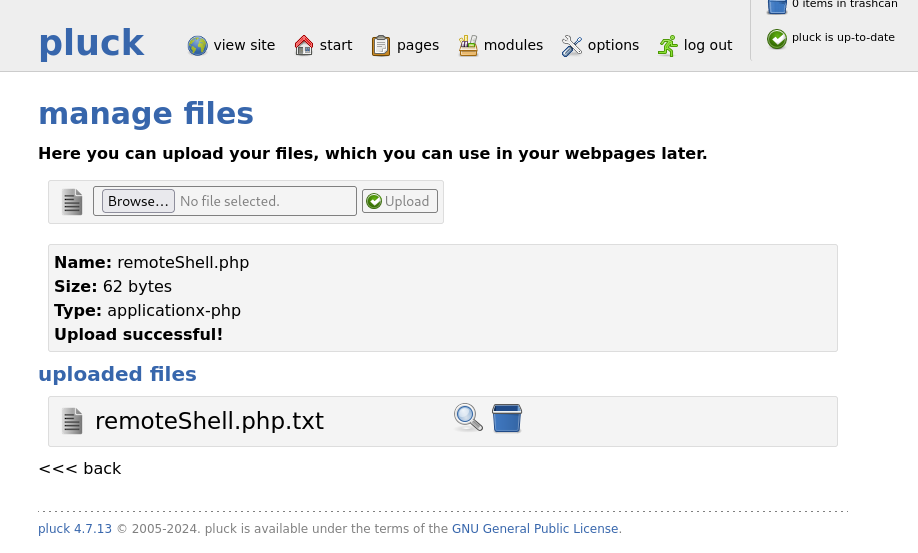 0 items in trashcan
pluck
view site start pages modules options log out
pluck is up-to-date
manage files
Here you can upload your files, which you can use in your webpages later.
Browse... No file selected. Upload
Name: remoteShell.php
Size: 62 bytes
Type: applicationx-php
Upload successful!
uploaded files
remoteShell.php.txt
<<< back
pluck 4.7.13 © 2005-2024. pluck is available under the terms of the GNU General Public License.